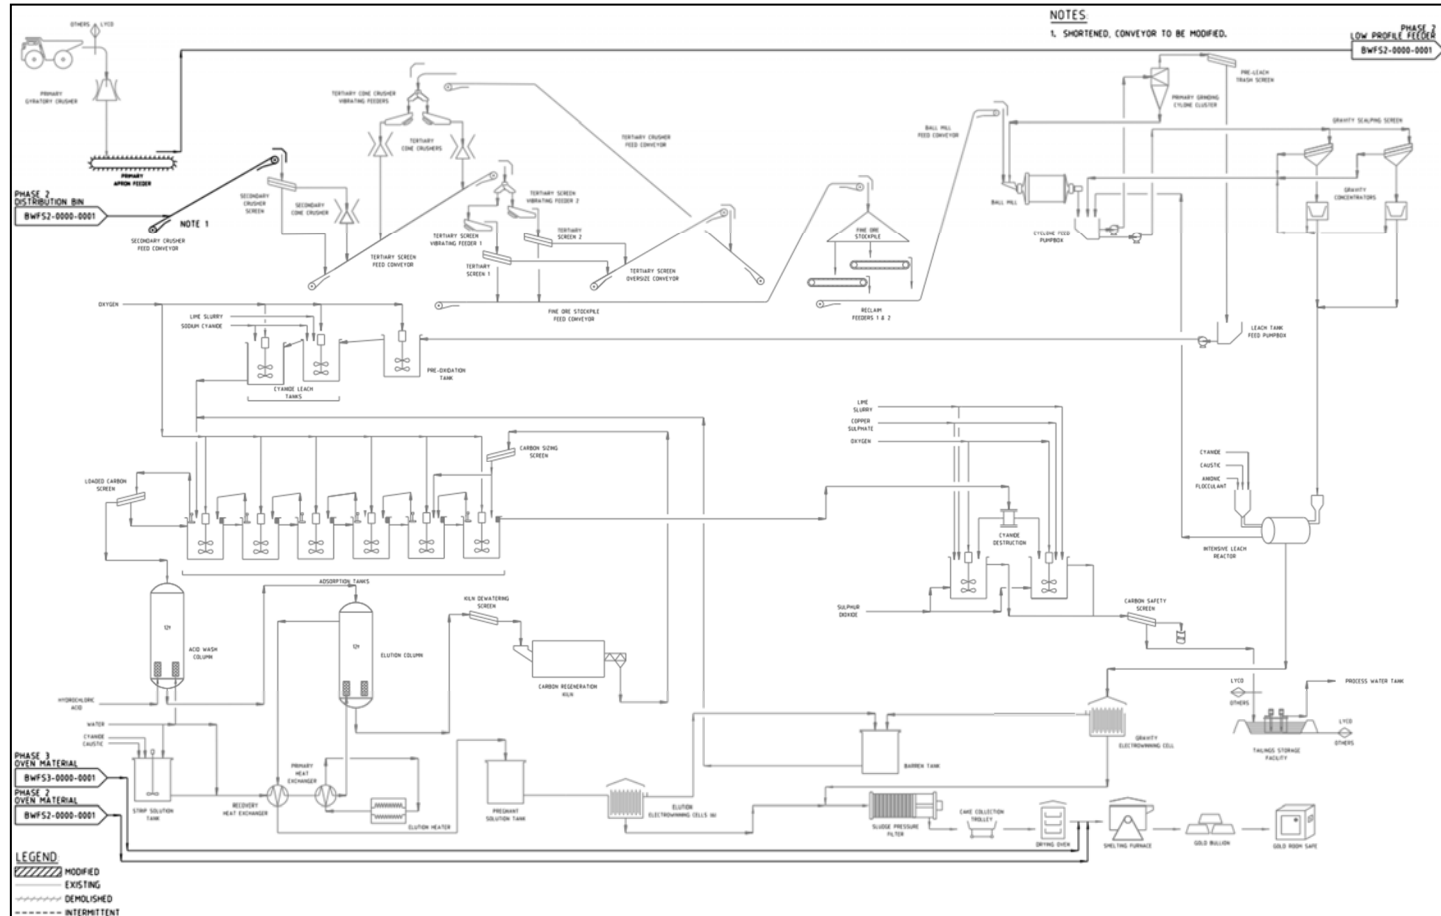 NOTES
1. SHORTENED, CONVEYOR TO BE MODIFIED.
PHASE 2
LOW PROFILE FEEDER
BWFS2-0000-0001
OTHERS
LYCO
PRIMARY
GYRATORY CRUSHER
PRIMARY
APRON FEEDER
PHASE 2
DISTRIBUTION BIN
BWFS2-0000-0001
NOTE 1
SECONDARY CRUSHER
FEED CONVEYOR
SECONDARY
CRUSHER
SCREEN
SECONDARY
CONE CRUSHER
TERTIARY CONE CRUSHER
VIBRATING FEEDERS
TERTIARY
CONE CRUSHERS
TERTIARY CRUSHER
FEED CONVEYOR
TERTIARY SCREEN
VIBRATING FEEDER 2
TERTIARY SCREEN
VIBRATING FEEDER 1
TERTIARY
SCREEN 2
TERTIARY
SCREEN 1
TERTIARY SCREEN
FEED CONVEYOR
TERTIARY SCREEN
OVERSIZE CONVEYOR
FINE ORE STOCKPILE
FEED CONVEYOR
FINE ORE
STOCKPILE
RECLAIM
FEEDERS 1 & 2
BALL MILL
FEED CONVEYOR
BALL MILL
PRIMARY GRINDING
CYLONE CLUSTER
PRE-LEACH
TRASH SCREEN
GRAVITY SCALPING SCREEN
GRAVITY
CONCENTRATORS
CYCLONE FEED
PUMPBOX
LEACH TANK
FEED PUMPBOX
OXYGEN
LIME SLURRY
SODIUM CYANIDE
CYANIDE LEACH
TANKS
PRE-OXIDATION
TANK
LOADED CARBON
SCREEN
CARBON SIZING
SCREEN
ADSORPTION TANKS
LIME
SLURRY
COPPER
SULPHATE
OXYGEN
CYANIDE
DESTRUCTION
SULPHUR
DIOXIDE
CARBON SAFETY
SCREEN
CYANIDE
CAUSTIC
ANIONIC
FLOCCULANT
INTENSIVE LEACH
REACTOR
12t
ACID WASH
COLUMN
HYDROCHLORIC
ACID
12t
ELUTION COLUMN
KILN DEWATERING
SCREEN
CARBON REGENERATION
KILN
WATER
CYANIDE
CAUSTIC
STRIP SOLUTION
TANK
RECOVERY
HEAT EXCHANGER
PRIMARY
HEAT
EXCHANGER
ELUTION HEATER
PREGNANT
SOLUTION TANK
ELUTION
ELECTROWINNING CELLS
BARREN TANK
GRAVITY
ELECTROWINNING CELL
LYCO
OTHERS
PROCESS WATER TANK
LYCO
OTHERS
TAILINGS STORAGE
FACILITY
PHASE 3
OVEN MATERIAL
BWFS3-0000-0001
PHASE 2
OVEN MATERIAL
BWFS2-0000-0001
SLUDGE PRESSURE
FILTER
CAKE COLLECTION
TROLLEY
DRYING OVEN
SMELTING FURNACE
GOLD BULLION
GOLD ROOM SAFE
LEGEND
MODIFIED
EXISTING
DEMOLISHED
INTERMITTENT